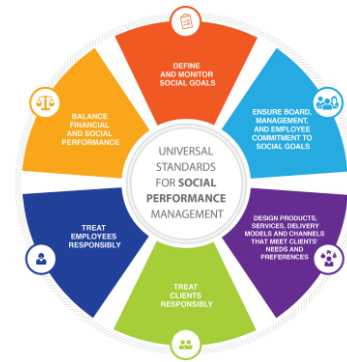 DEFINE
AND MONITOR
SOCIAL GOALS
ENSURE BOARD,
MANAGEMENT,
AND EMPLOYEE
COMMITMENT TO
SOCIAL GOALS
DESIGN PRODUCTS,
SERVICES, DELIVERY
MODELS AND CHANNELS
THAT MEET CLIENTS'
NEEDS AND
PREFERENCES
TREAT
CLIENTS
RESPONSIBLY
TREAT
EMPLOYEES
RESPONSIBLY
BALANCE
FINANCIAL
AND SOCIAL
PERFORMANCE
UNIVERSAL
STANDARDS
FOR SOCIAL
PERFORMANCE
MANAGEMENT